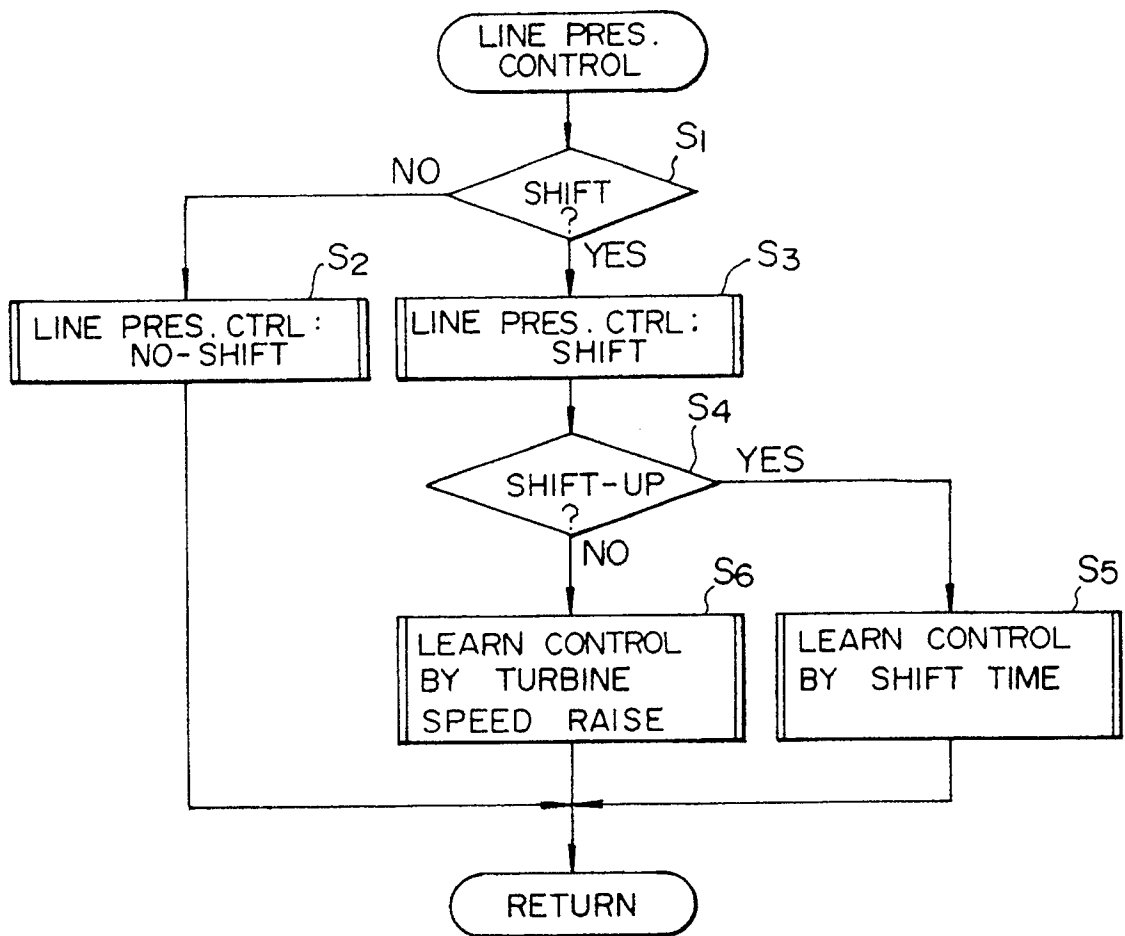 LINE PRES.
CONTROL
S1
NO
SHIFT
?
YES
S2
S3
LINE PRES. CTRL :
NO-SHIFT
LINE PRES. CTRL :
SHIFT
S4
YES
SHIFT-UP
?
NO
S6
S5
LEARN CONTROL
BY TURBINE
SPEED RAISE
LEARN CONTROL
BY SHIFT TIME
RETURN